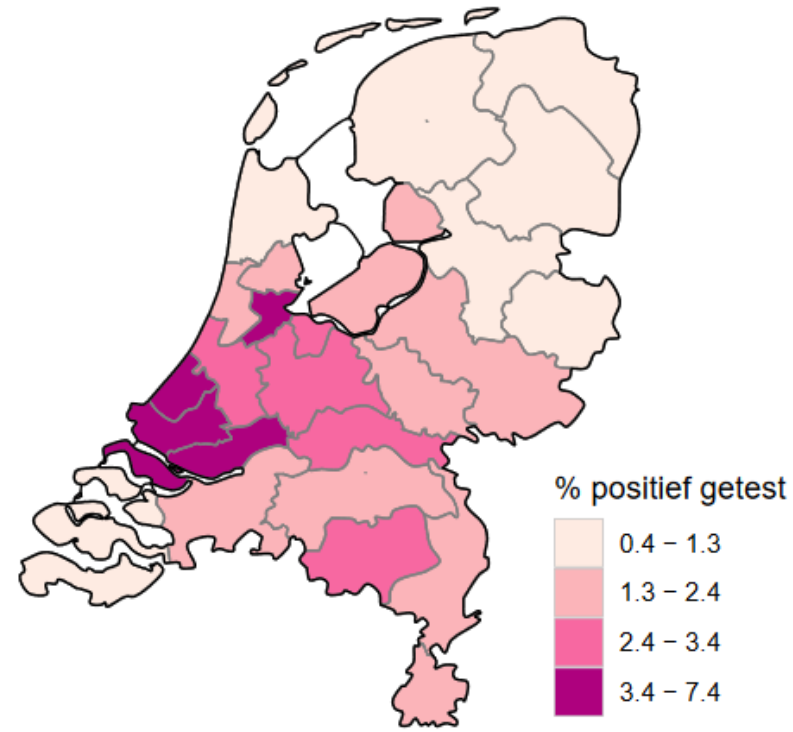 % positief getest
0.4 − 1.3
1.3 − 2.4
2.4 − 3.4
3.4 − 7.4